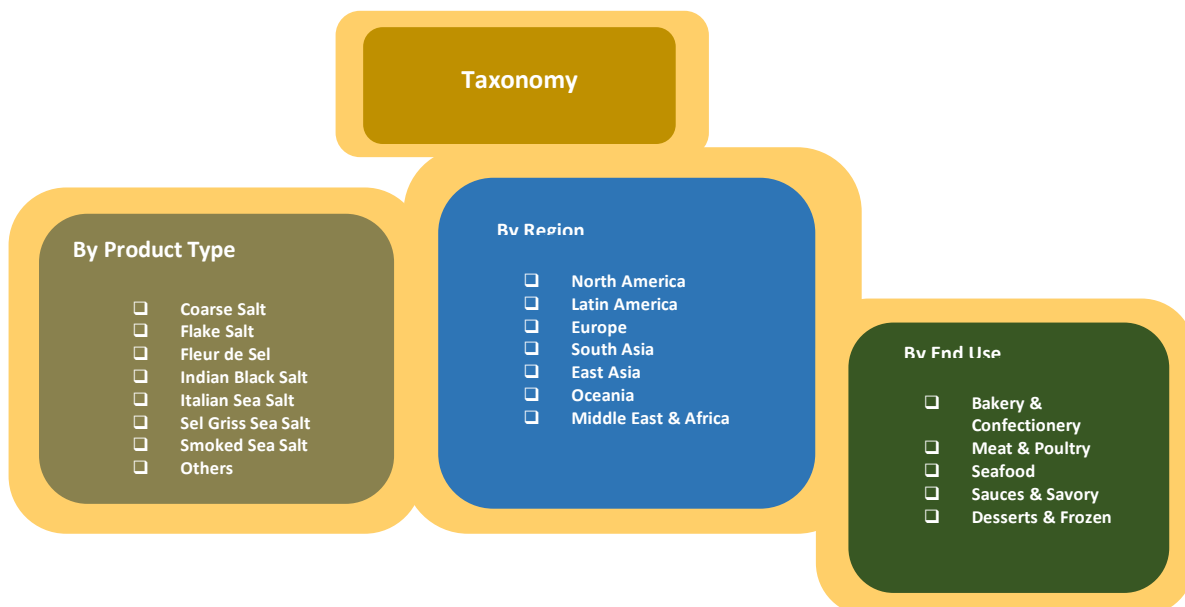 Taxonomy
By Product Type
❑ Coarse Salt
❑ Flake Salt
❑ Fleur de Sel
❑ Indian Black Salt
❑ Italian Sea Salt
❑ Sel Griss Sea Salt
❑ Smoked Sea Salt
❑ Others
By Region
❑ North America
❑ Latin America
❑ Europe
❑ South Asia
❑ East Asia
❑ Oceania
❑ Middle East & Africa
By End Use
❑ Bakery &
Confectionery
❑ Meat & Poultry
❑ Seafood
❑ Sauces & Savory
❑ Desserts & Frozen